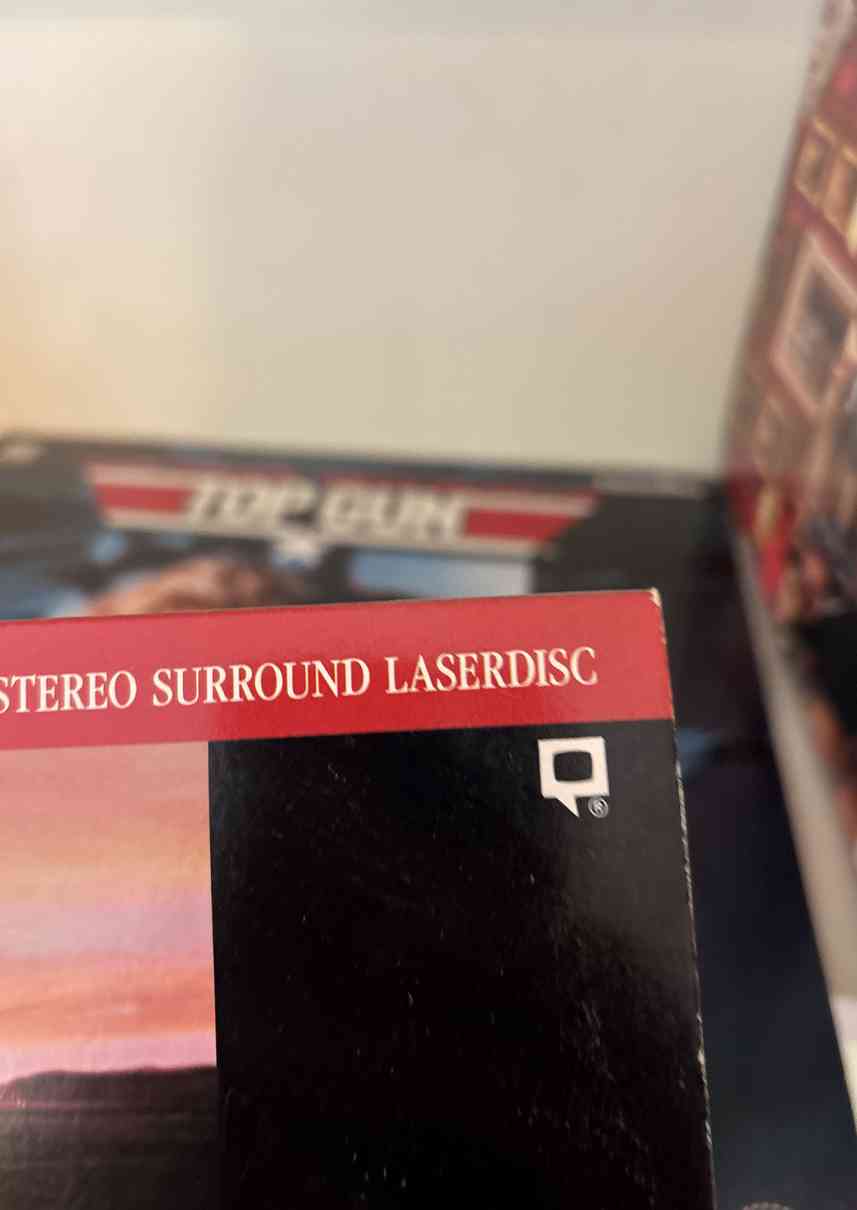 TOP GUN
STEREO SURROUND LASERDISC
®